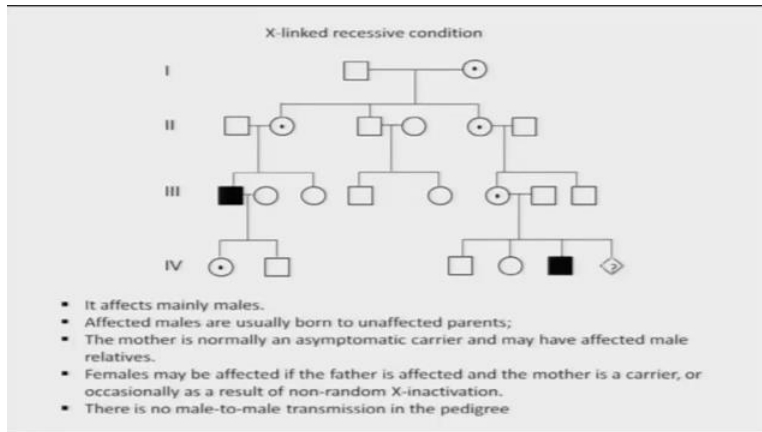 X-linked recessive condition
I
II
III
IV
2
▪ It affects mainly males.
▪ Affected males are usually born to unaffected parents;
▪ The mother is normally an asymptomatic carrier and may have affected male
relatives.
▪ Females may be affected if the father is affected and the mother is a carrier, or
occasionally as a result of non-random X-inactivation.
▪ There is no male-to-male transmission in the pedigree